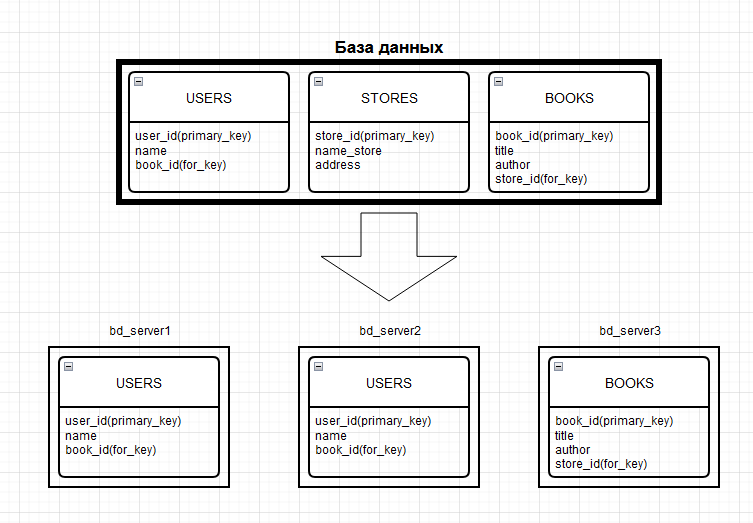 База данных
USERS
user_id(primary_key)
name
book_id(for_key)
STORES
store_id(primary_key)
name_store
address
BOOKS
book_id(primary_key)
title
author
store_id(for_key)
bd_server1
USERS
user_id(primary_key)
name
book_id(for_key)
bd_server2
USERS
user_id(primary_key)
name
book_id(for_key)
bd_server3
BOOKS
book_id(primary_key)
title
author
store_id(for_key)